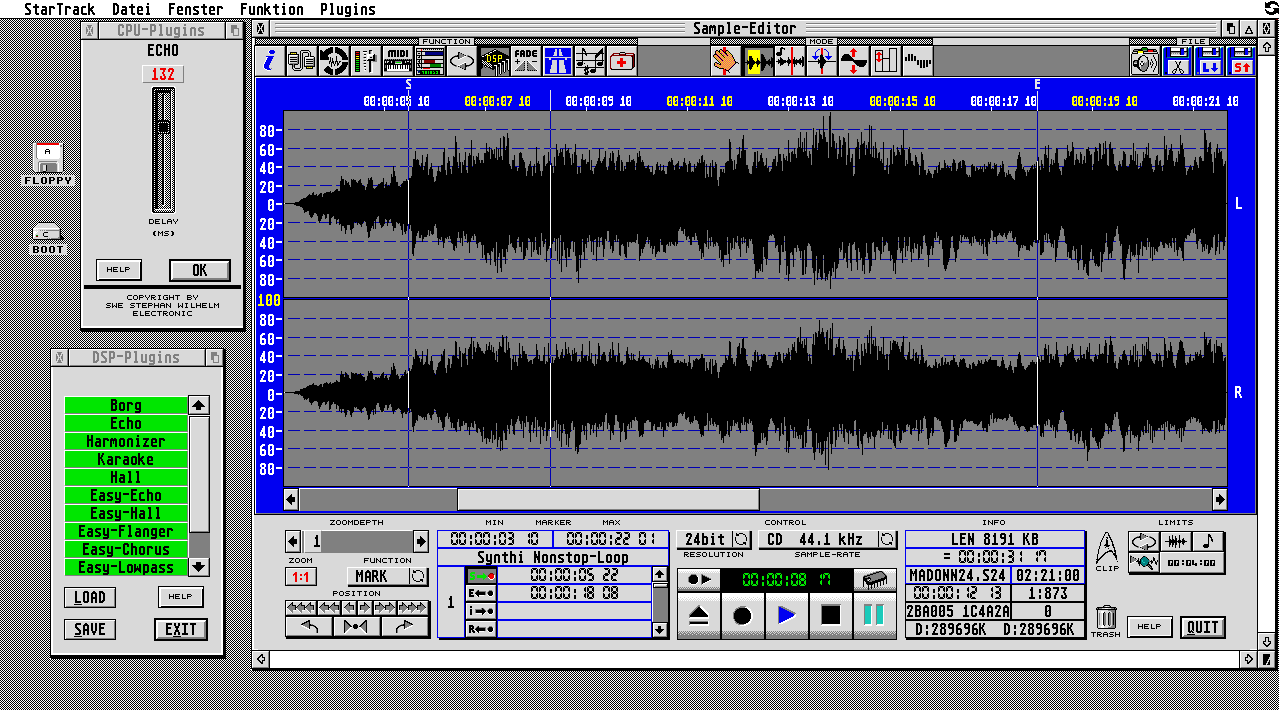 StarTrack Datei Fenster Funktion Plugins
CPU-Plugins
ECHO
132
DELAY
(MS)
HELP OK
COPYRIGHT BY
SWE STEPHAN WILHELM
ELECTRONIC
A
FLOPPY
C
BOOT
DSP-Plugins
Borg
Echo
Harmonizer
Karaoke
Hall
Easy-Echo
Easy-Hall
Easy-Flanger
Easy-Chorus
Easy-Lowpass
LOAD HELP
SAVE EXIT
Sample-Editor
FUNCTION MODE FILE
i MIDI DSP FADE L S
S E
00:00:05 10 00:00:07 10 00:00:09 10 00:00:11 10 00:00:13 10 00:00:15 10 00:00:17 10 00:00:19 10 00:00:21 10
80-
60-
40-
20-
0- L
20-
40-
60-
80-
100
80-
60-
40-
20-
0- R
20-
40-
60-
80-
ZOOMDEPTH
1
ZOOM FUNCTION
1:1 MARK
POSITION
MIN MARKER MAX
00:00:03 10 00:00:22 01
Synthi Nonstop-Loop
1
00:00:05 22
E 00:00:18 08
i
R
CONTROL
24bit CD 44.1 kHz
RESOLUTION SAMPLE-RATE
00:00:08 17
INFO
LEN 8191 KB
= 00:00:31 17
MADONN24.S24 02:21:00
00:00:12 13 1:873
2BA005 1C4A2A 0
D:289696K D:289696K
CLIP
TRASH
LIMITS
00:04:00
HELP QUIT